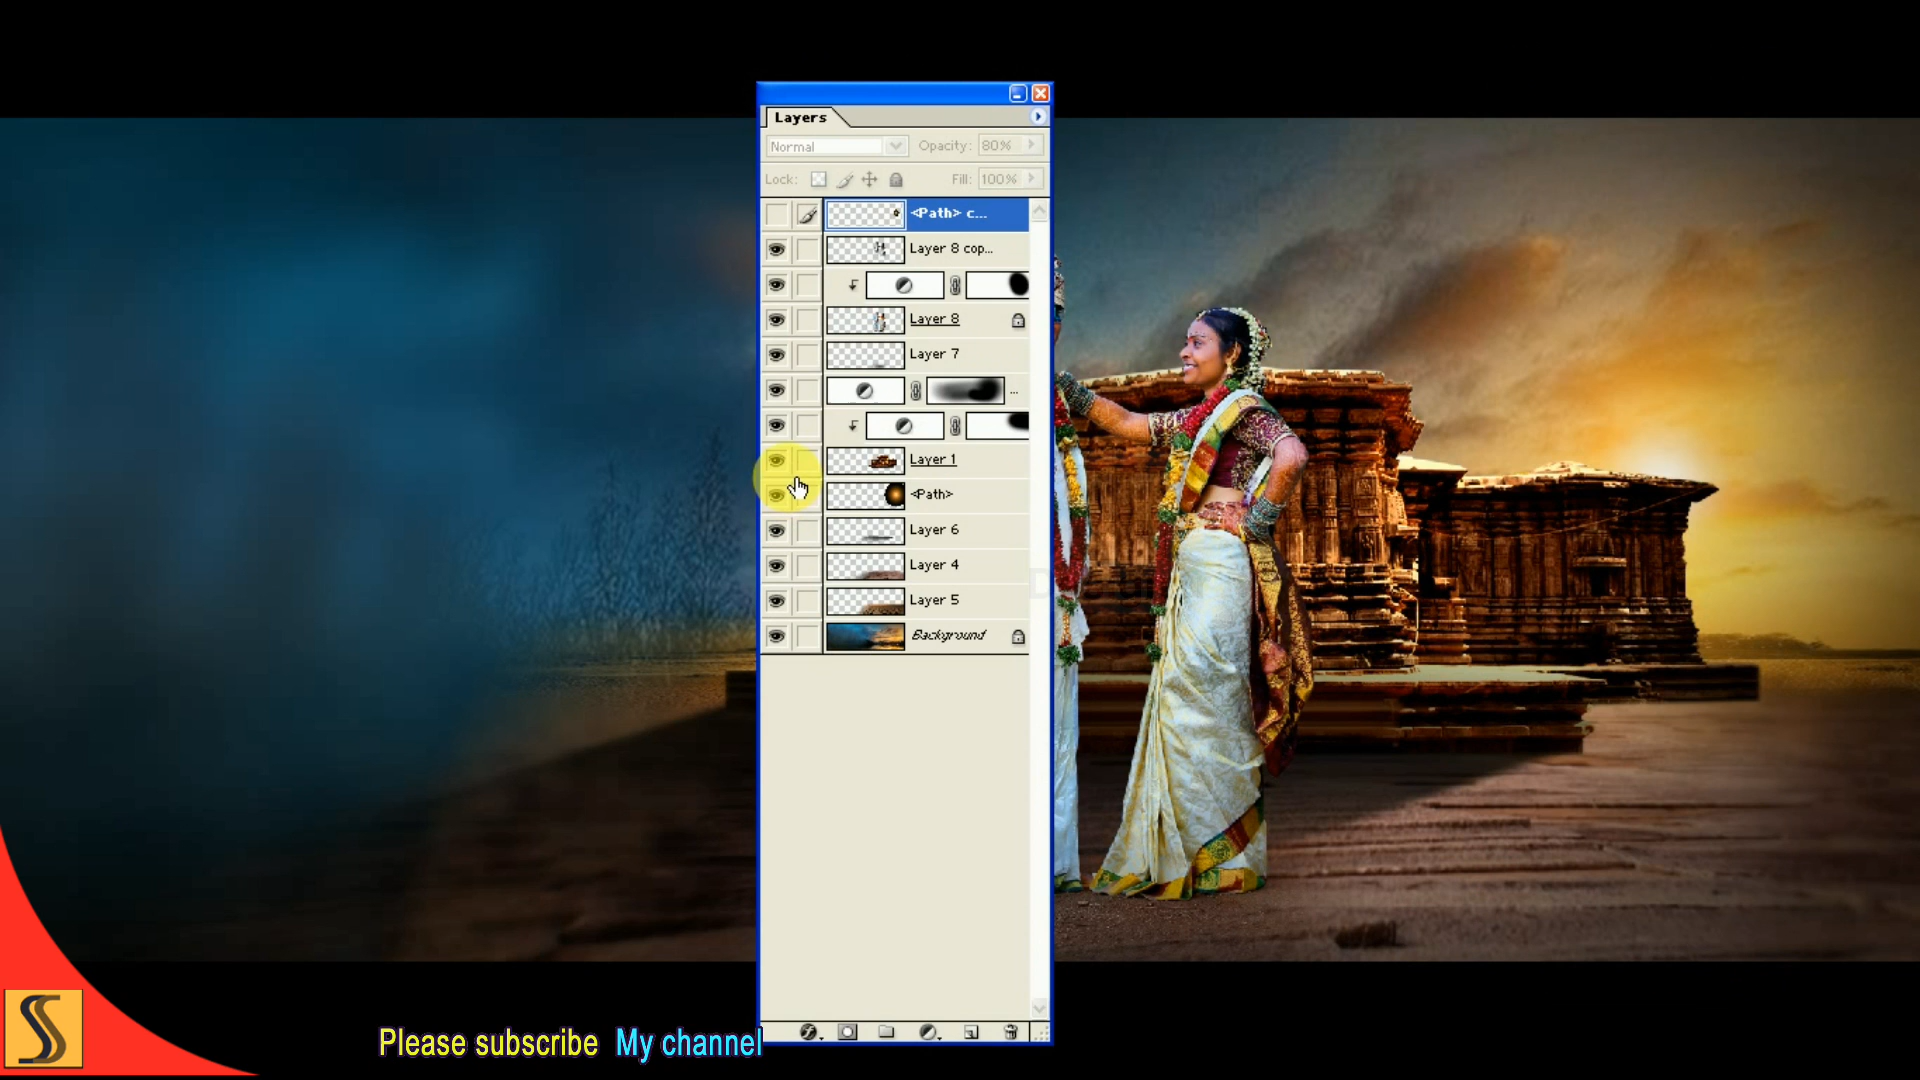 Layers
Normal Opacity: 80%
Lock: Fill: 100%
<Path> c...
Layer 8 cop...
Layer 8
Layer 7
...
Layer 1
<Path>
Layer 6
Layer 4
Layer 5
Background
Please subscribe My channel